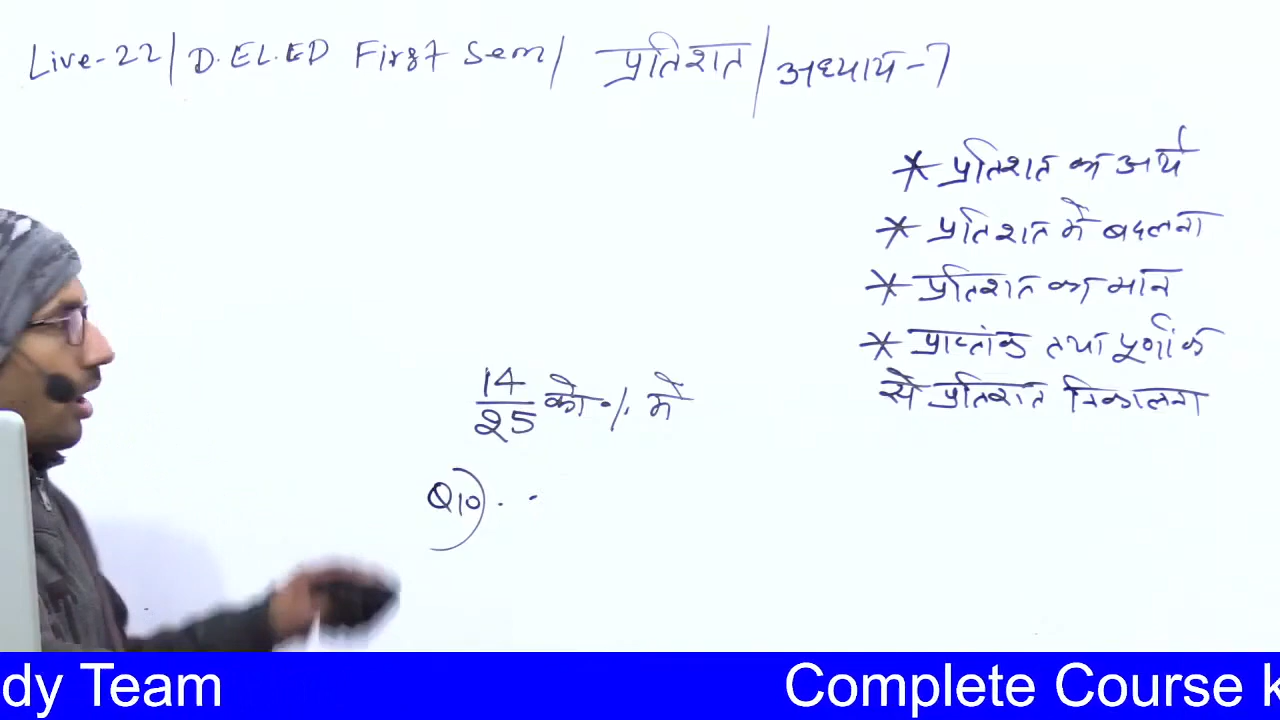 Live-22/D.EL.ED First Sem/ प्रतिशत/अध्याय-7
* प्रतिशत का अर्थ
* प्रतिशत में बदलना
* प्रतिशत का मान
* प्राप्तांक तथा पूर्णांक
से प्रतिशत निकालना
14/25 को % में
Q10) . .
dy Team Complete Course k